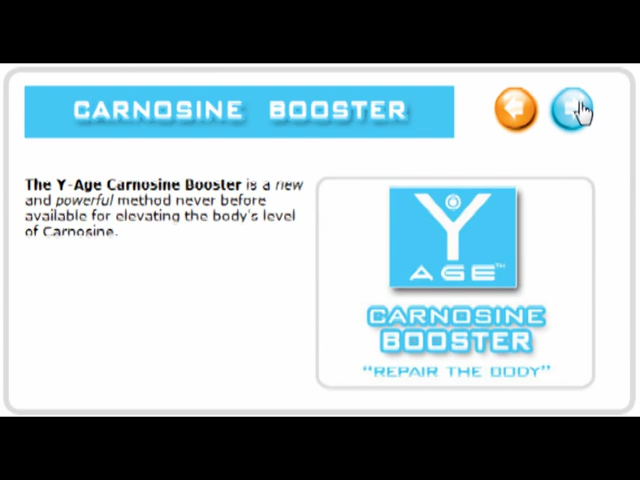 CARNOSINE BOOSTER
The Y-Age Carnosine Booster is a new
and powerful method never before
available for elevating the body's level
of Carnosine.
Y
AGE™
CARNOSINE
BOOSTER
"REPAIR THE BODY"